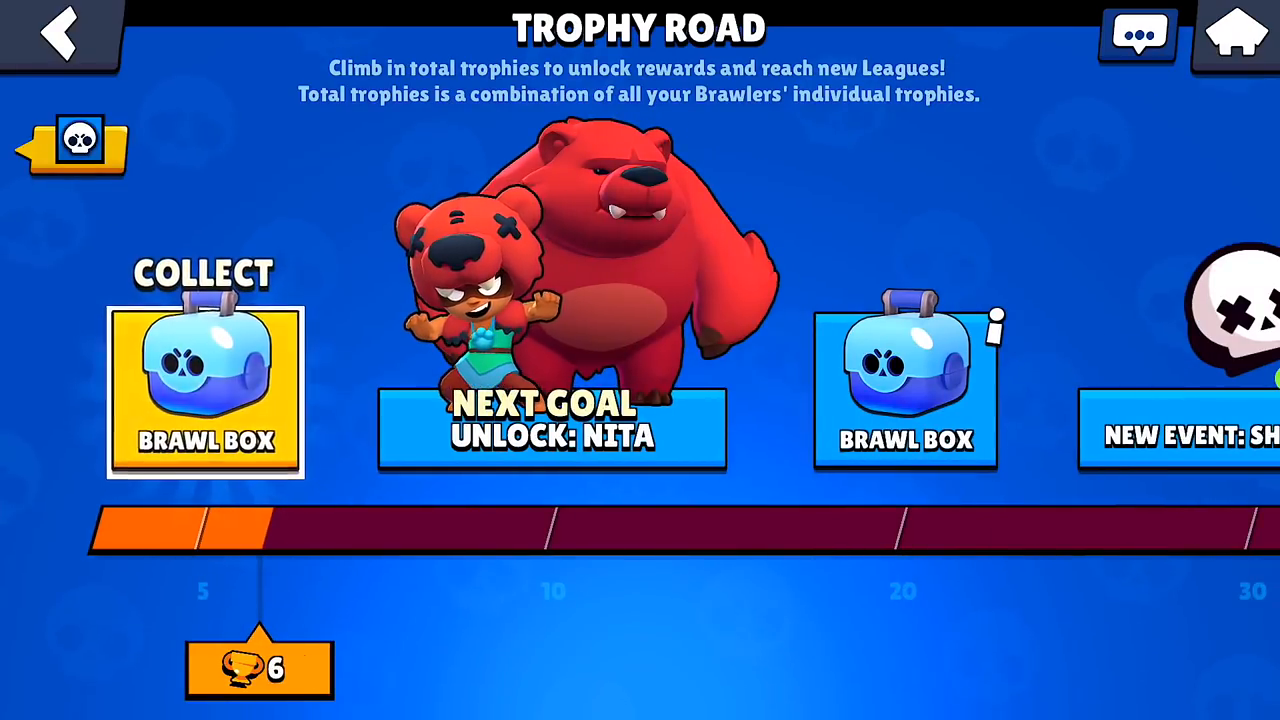 TROPHY ROAD
Climb in total trophies to unlock rewards and reach new Leagues!
Total trophies is a combination of all your Brawlers' individual trophies.
COLLECT
BRAWL BOX
NEXT GOAL
UNLOCK: NITA
BRAWL BOX
NEW EVENT: SH
5
10
20
30
6